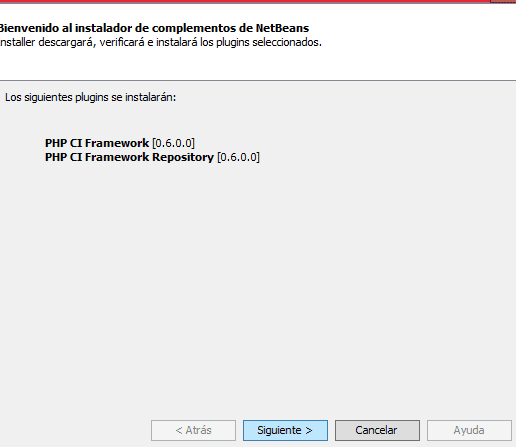 Bienvenido al instalador de complementos de NetBeans
Installer descargará, verificará e instalará los plugins seleccionados.
Los siguientes plugins se instalarán:
PHP CI Framework [0.6.0.0]
PHP CI Framework Repository [0.6.0.0]
< Atrás
Siguiente >
Cancelar
Ayuda